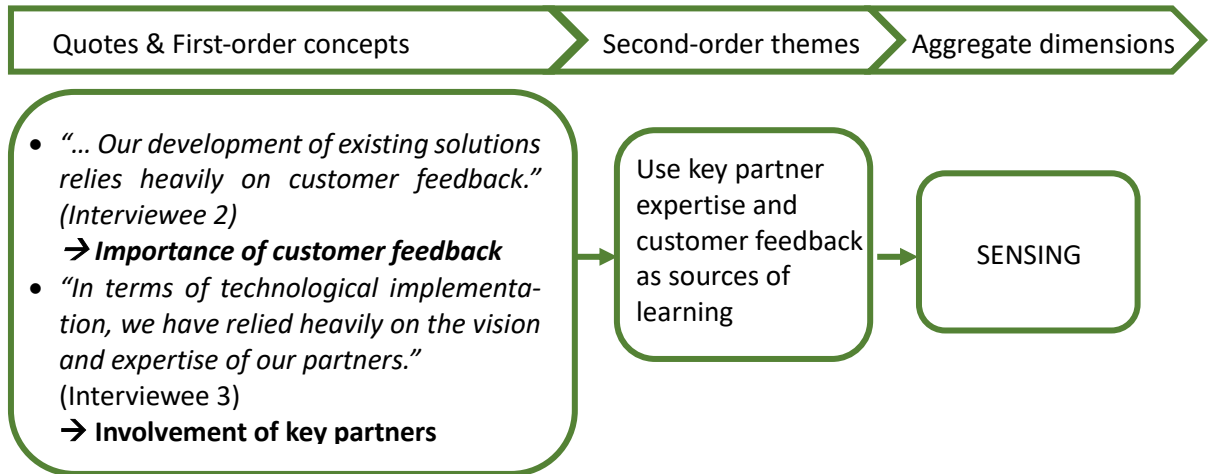 Quotes & First-order concepts
Second-order themes
Aggregate dimensions
• “… Our development of existing solutions
relies heavily on customer feedback.”
(Interviewee 2)
→ Importance of customer feedback
• “In terms of technological implementa-
tion, we have relied heavily on the vision
and expertise of our partners.”
(Interviewee 3)
→ Involvement of key partners
Use key partner
expertise and
customer feedback
as sources of
learning
SENSING